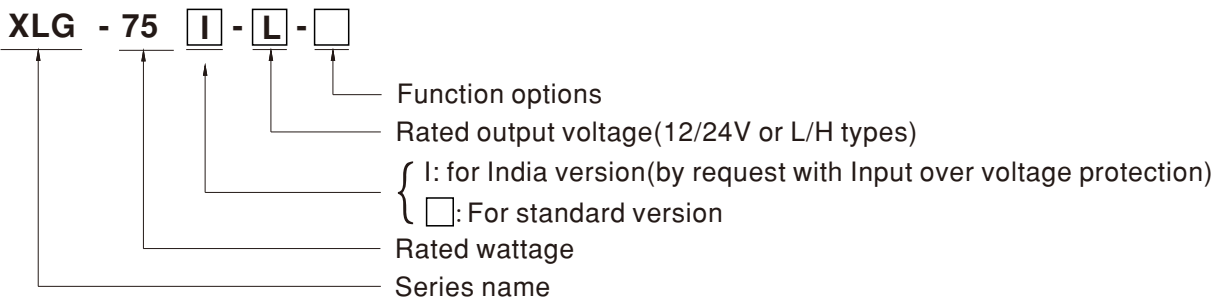 XLG - 75 I - L - □
Function options
Rated output voltage(12/24V or L/H types)
I: for India version(by request with Input over voltage protection)
□: For standard version
Rated wattage
Series name